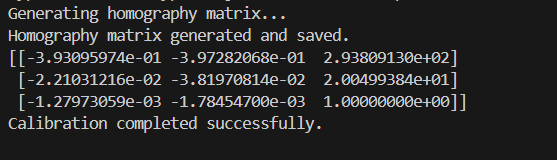 Generating homography matrix...
Homography matrix generated and saved.
[[-3.93095974e-01 -3.97282068e-01  2.93809130e+02]
 [-2.21031216e-02 -3.81970814e-02  2.00499384e+01]
 [-1.27973059e-03 -1.78454700e-03  1.00000000e+00]]
Calibration completed successfully.